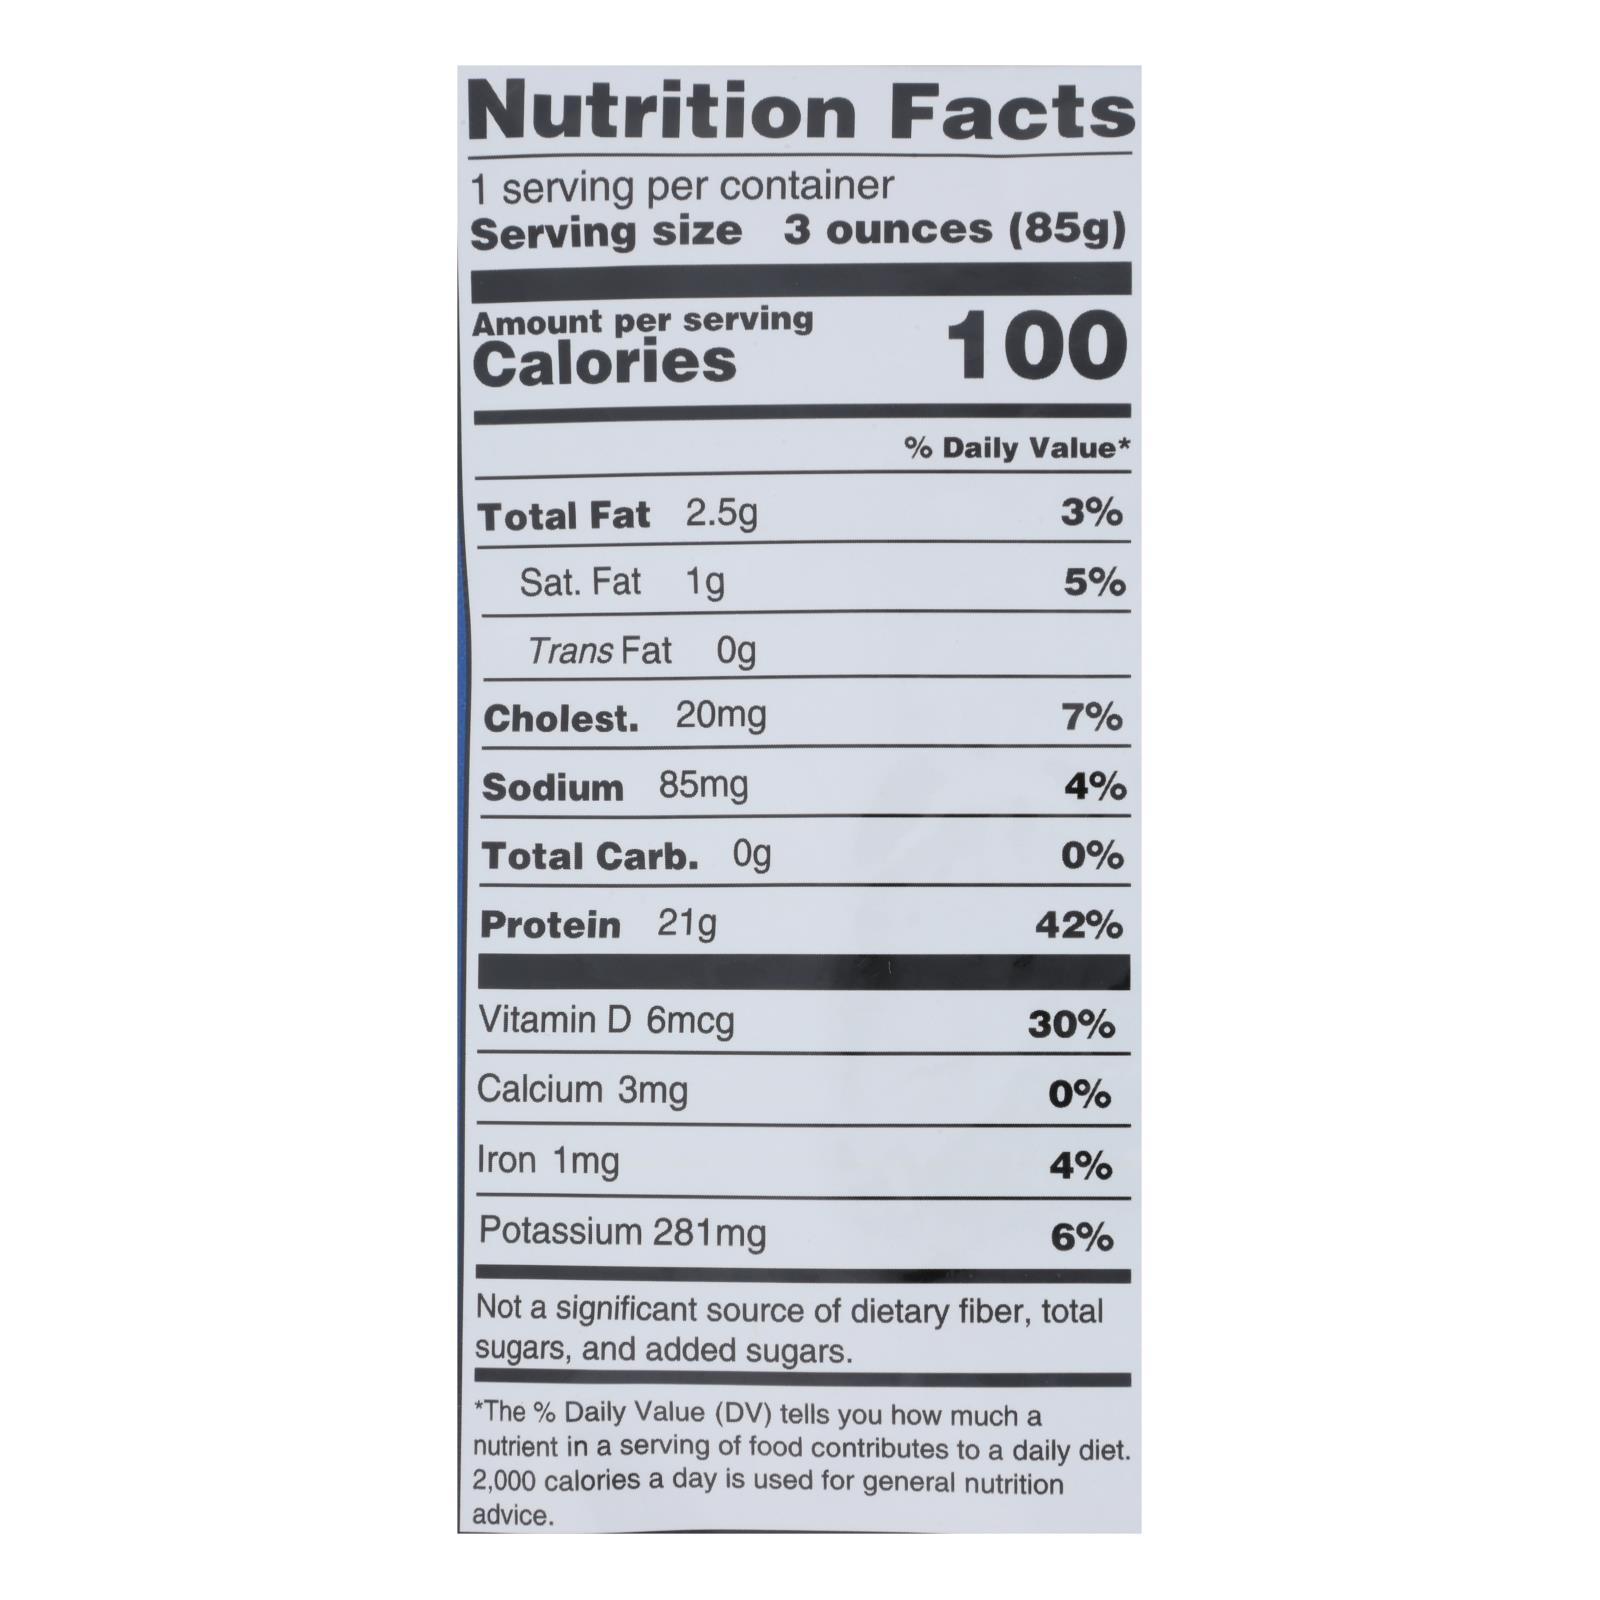 Nutrition Facts
1 serving per container
Serving size 3 ounces (85g)
Amount per serving
Calories 100
% Daily Value*
Total Fat 2.5g 3%
Sat. Fat 1g 5%
Trans Fat 0g
Cholest. 20mg 7%
Sodium 85mg 4%
Total Carb. 0g 0%
Protein 21g 42%
Vitamin D 6mcg 30%
Calcium 3mg 0%
Iron 1mg 4%
Potassium 281mg 6%
Not a significant source of dietary fiber, total
sugars, and added sugars.
*The % Daily Value (DV) tells you how much a
nutrient in a serving of food contributes to a daily diet.
2,000 calories a day is used for general nutrition
advice.